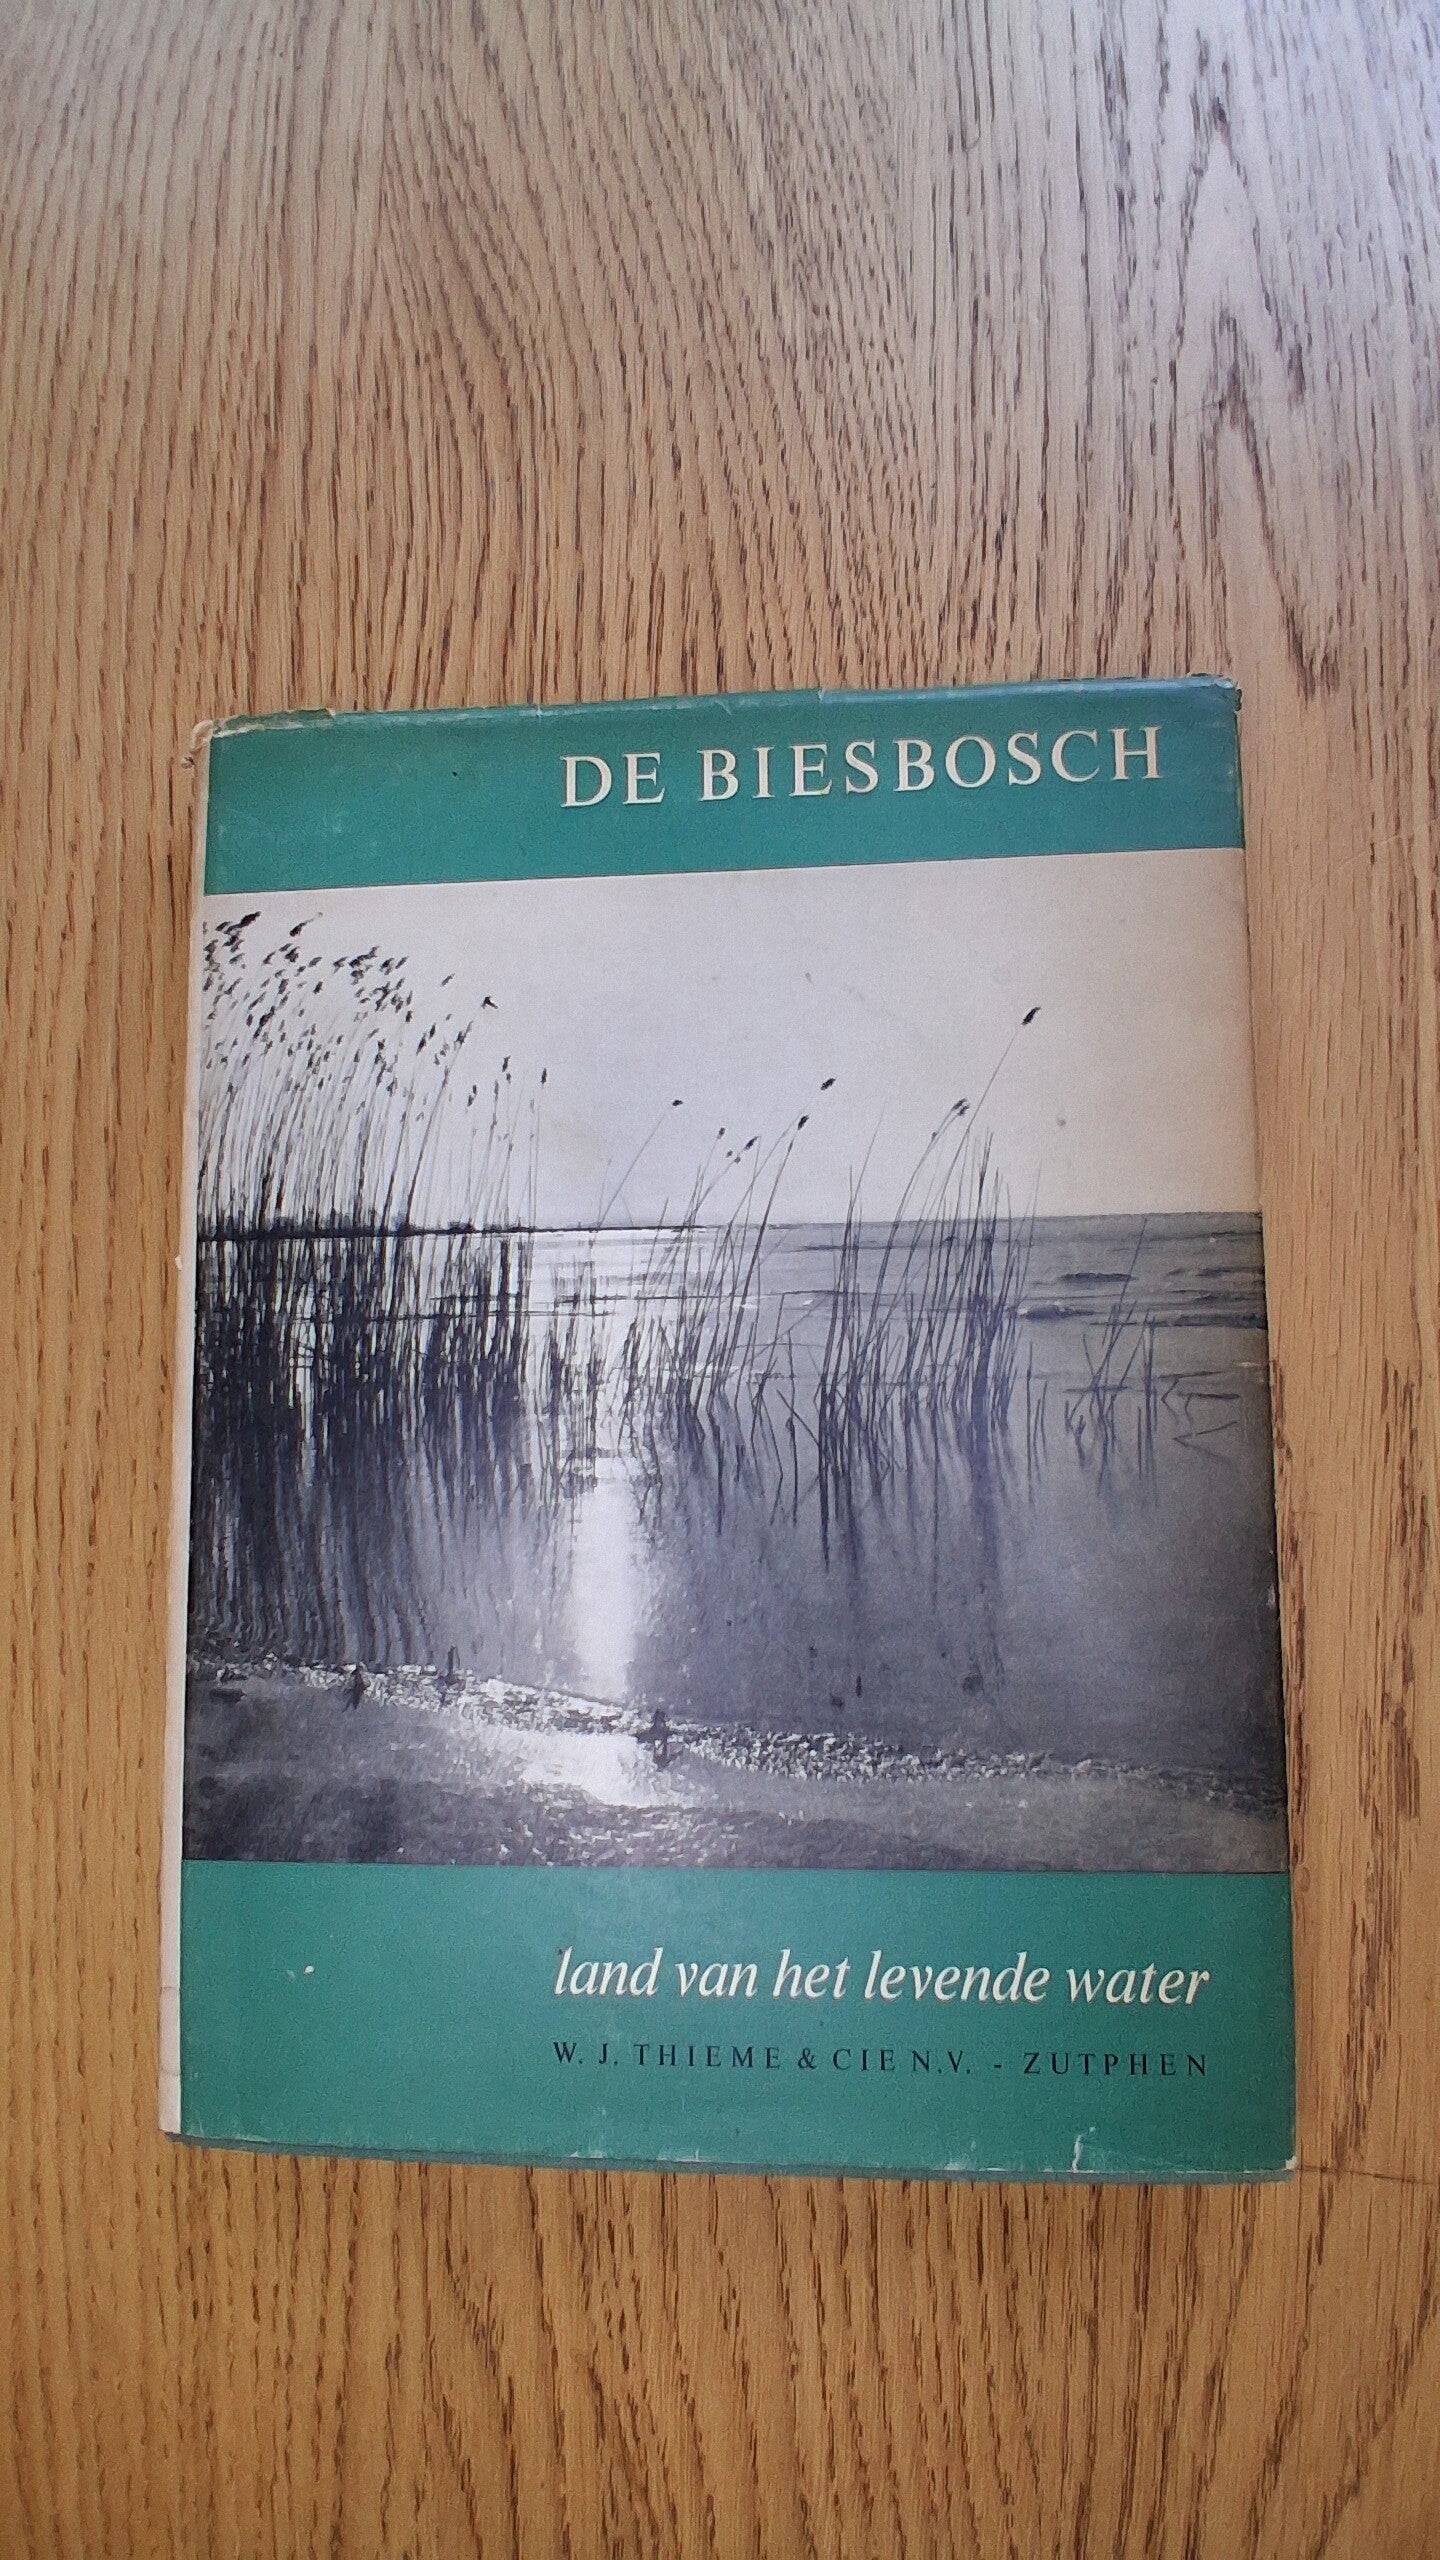 DE BIESBOSCH
land van het levende water
W. J. THIEME & CIE N.V. - ZUTPHEN